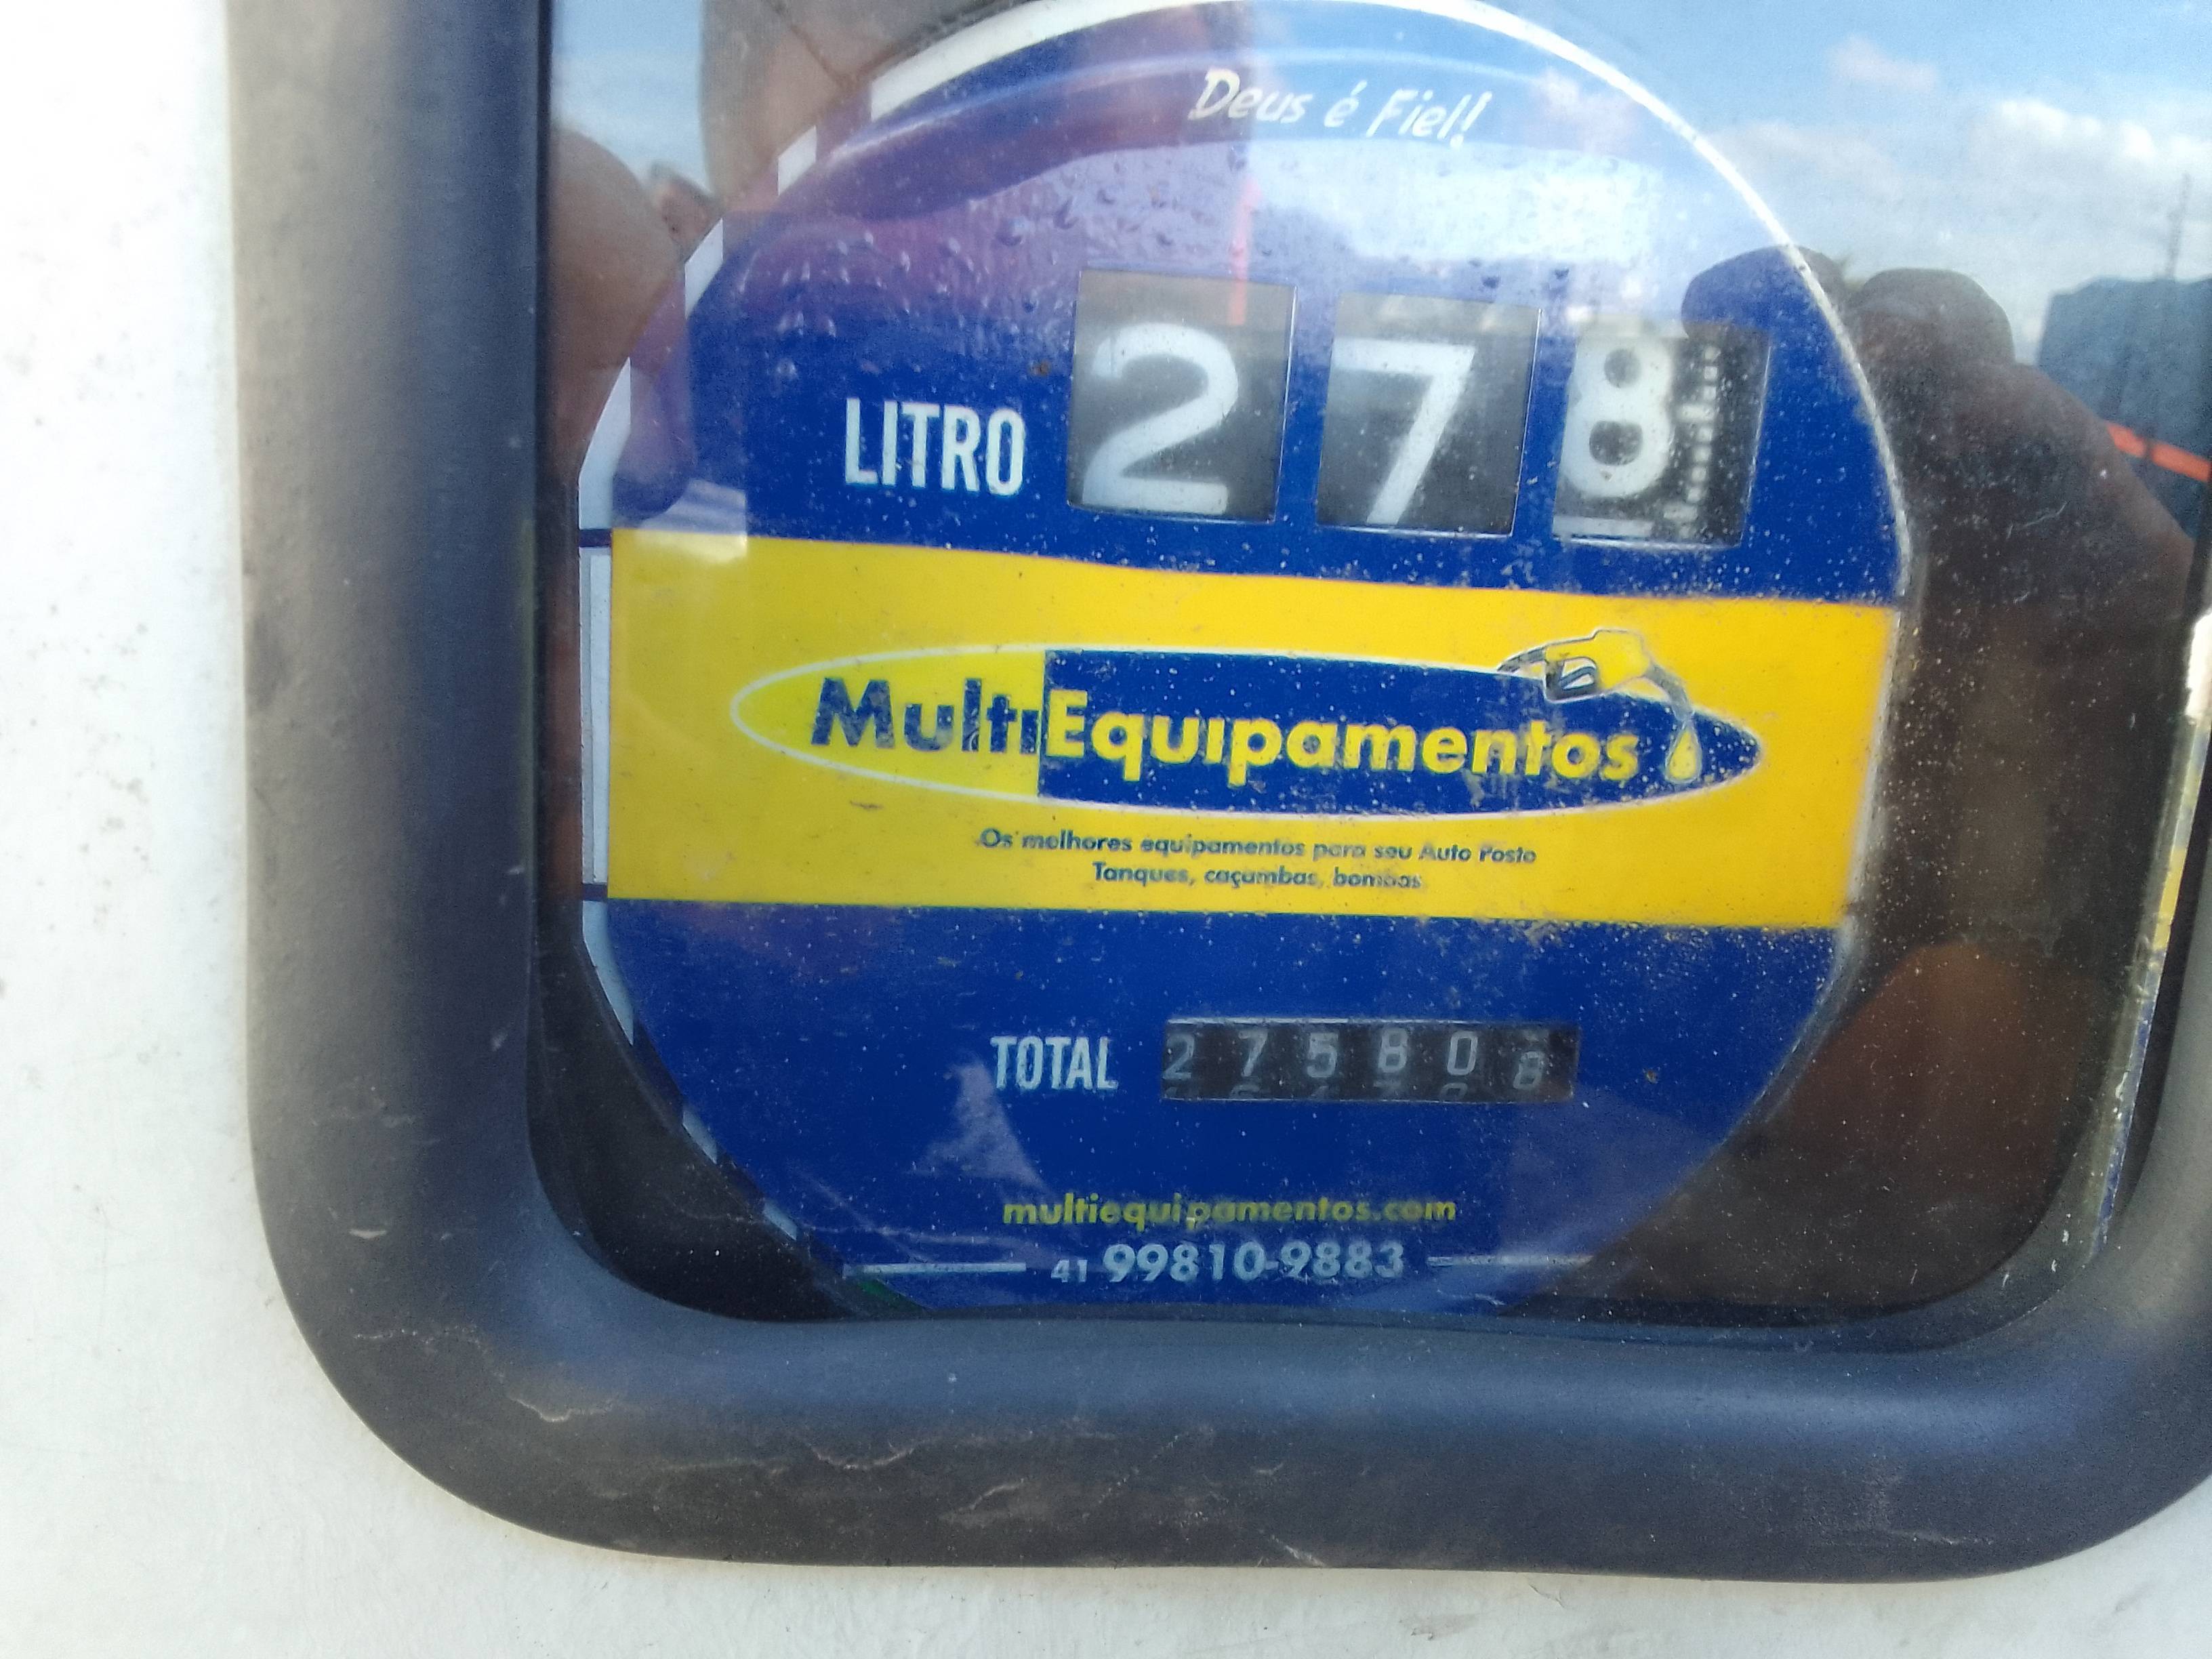 Deus é Fiel!
LITRO 278
MultiEquipamentos
Os melhores equipamentos para seu Auto Posto
Tanques, caçambas, bombas
TOTAL 275808
multiequipamentos.com
41 99810-9883